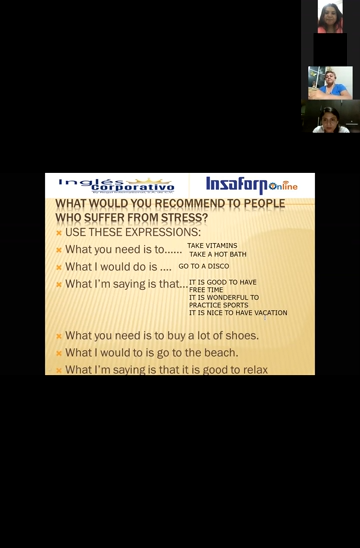 Inglés
Corporativo
Insaforp Online
WHAT WOULD YOU RECOMMEND TO PEOPLE
WHO SUFFER FROM STRESS?
USE THESE EXPRESSIONS:
What you need is to...... TAKE VITAMINS
TAKE A HOT BATH
What I would do is .... GO TO A DISCO
What I'm saying is that... IT IS GOOD TO HAVE
FREE TIME
IT IS WONDERFUL TO
PRACTICE SPORTS
IT IS NICE TO HAVE VACATION
What you need is to buy a lot of shoes.
What I would to is go to the beach.
What I'm saying is that it is good to relax